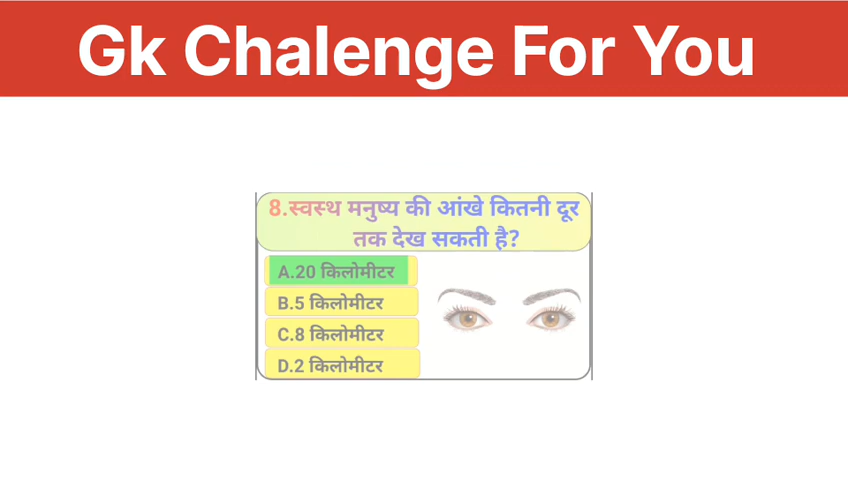 Gk Chalenge For You
8.स्वस्थ मनुष्य की आंखे कितनी दूर
तक देख सकती है?
A.20 किलोमीटर
B.5 किलोमीटर
C.8 किलोमीटर
D.2 किलोमीटर